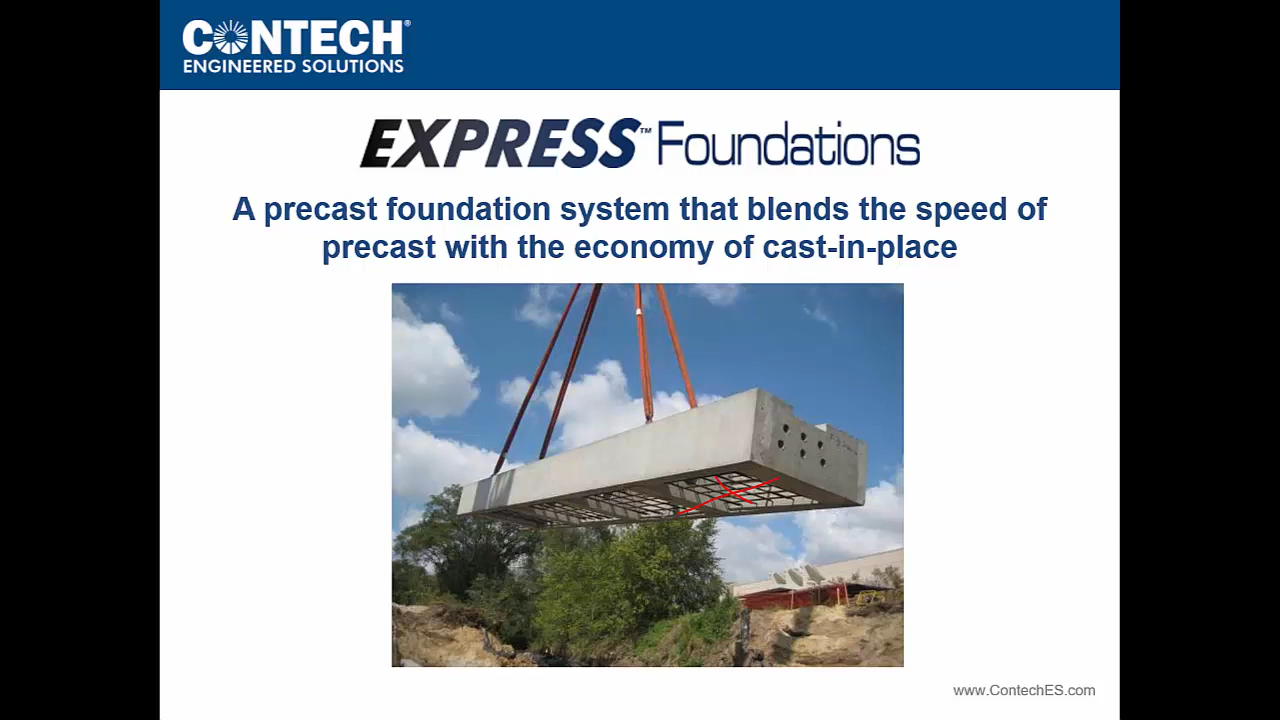 CONTECH®
ENGINEERED SOLUTIONS
EXPRESS™ Foundations
A precast foundation system that blends the speed of
precast with the economy of cast-in-place
www.ContechES.com